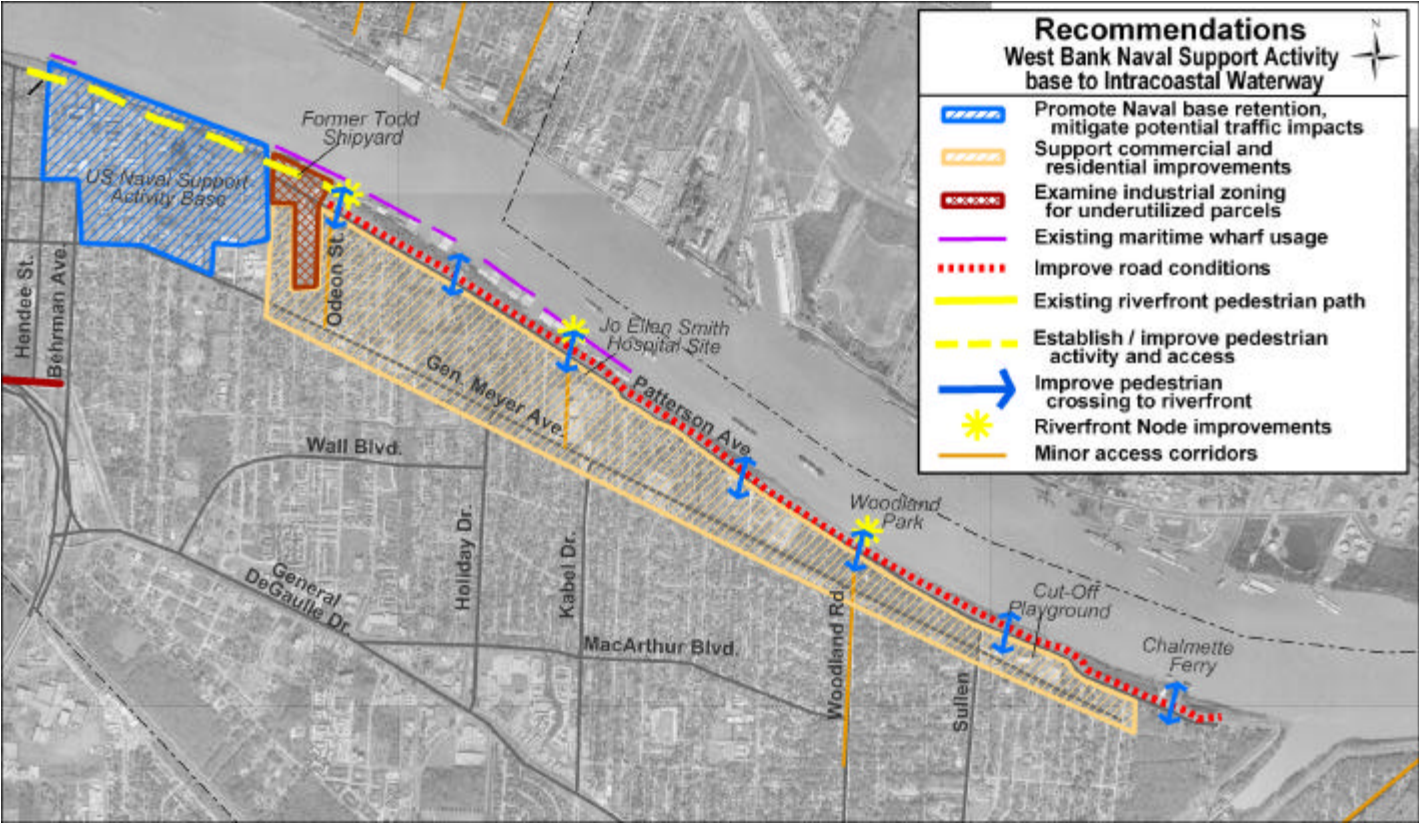 Recommendations
West Bank Naval Support Activity
base to Intracoastal Waterway
N
Promote Naval base retention,
mitigate potential traffic impacts
Support commercial and
residential improvements
Examine industrial zoning
for underutilized parcels
Existing maritime wharf usage
Improve road conditions
Existing riverfront pedestrian path
Establish / improve pedestrian
activity and access
Improve pedestrian
crossing to riverfront
Riverfront Node improvements
Minor access corridors
Former Todd
Shipyard
US Naval Support
Activity Base
Hendee St.
Behrman Ave.
Odeon St.
Jo Ellen Smith
Hospital Site
Gen. Meyer Ave.
Patterson Ave.
Wall Blvd.
Woodland
Park
General
DeGaulle Dr.
Holiday Dr.
Kabel Dr.
MacArthur Blvd.
Woodland Rd.
Cut-Off
Playground
Sullen
Chalmette
Ferry